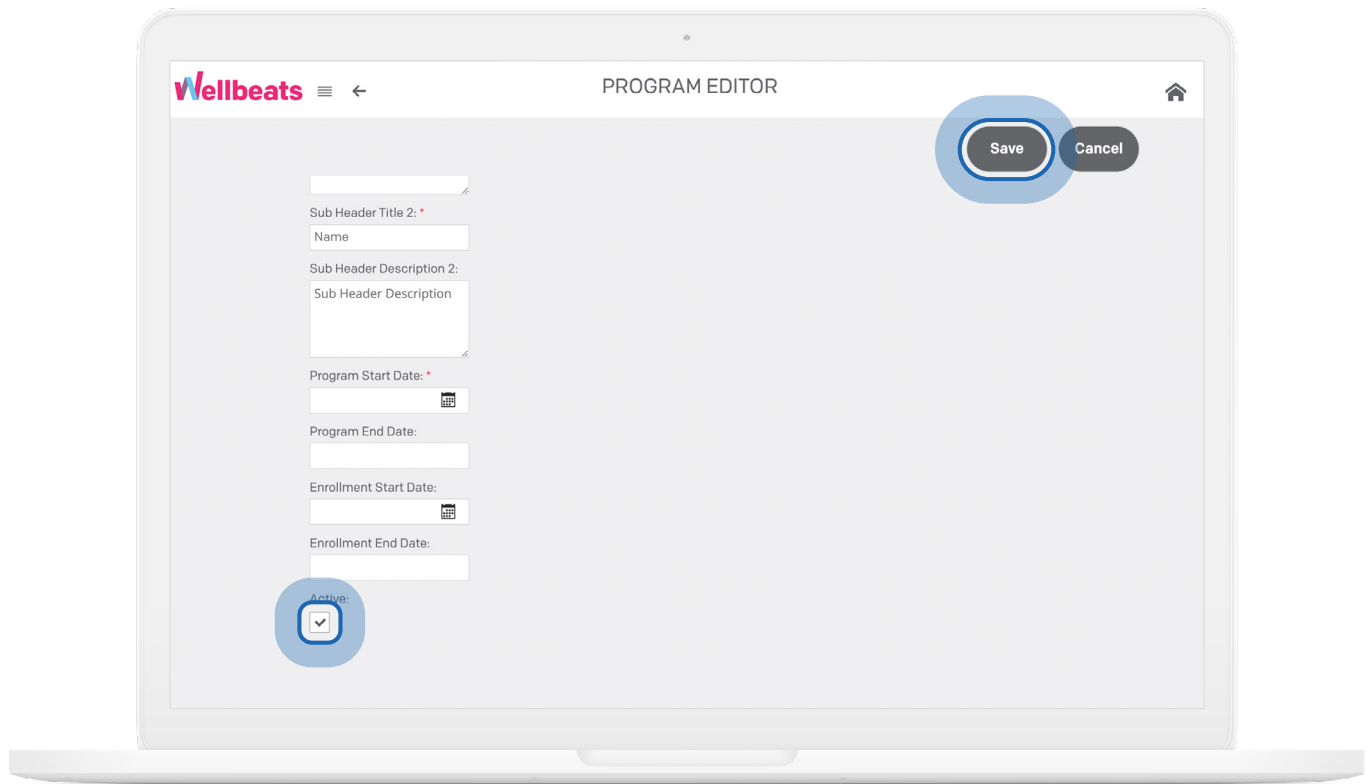 Wellbeats
PROGRAM EDITOR
Save
Cancel
Sub Header Title 2: *
Name
Sub Header Description 2:
Sub Header Description
Program Start Date: *
Program End Date:
Enrollment Start Date:
Enrollment End Date:
Active: